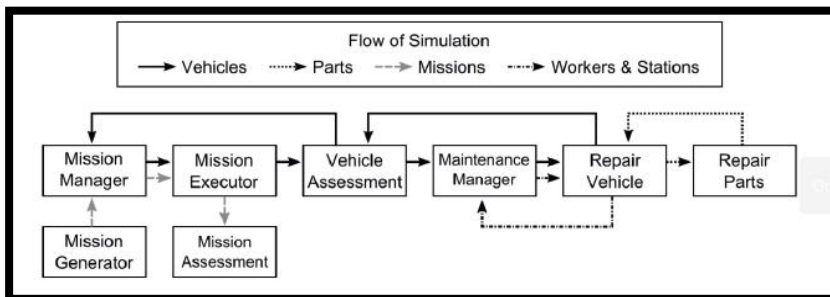 Flow of Simulation
Vehicles Parts Missions Workers & Stations
Mission
Manager
Mission
Executor
Vehicle
Assessment
Maintenance
Manager
Repair
Vehicle
Repair
Parts
Mission
Generator
Mission
Assessment